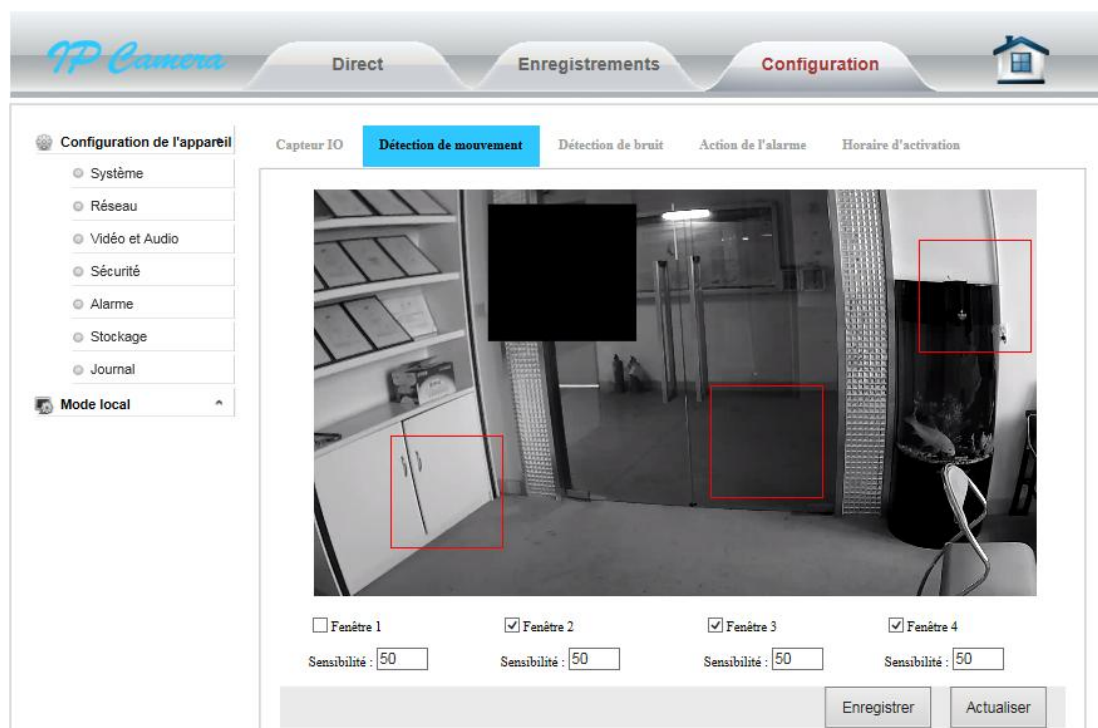 IP Camera
Direct
Enregistrements
Configuration
Configuration de l'appareil
Système
Réseau
Vidéo et Audio
Sécurité
Alarme
Stockage
Journal
Mode local
Capteur IO
Détection de mouvement
Détection de bruit
Action de l'alarme
Horaire d'activation
Fenêtre 1
Fenêtre 2
Fenêtre 3
Fenêtre 4
Sensibilité : 50
Sensibilité : 50
Sensibilité : 50
Sensibilité : 50
Enregistrer
Actualiser